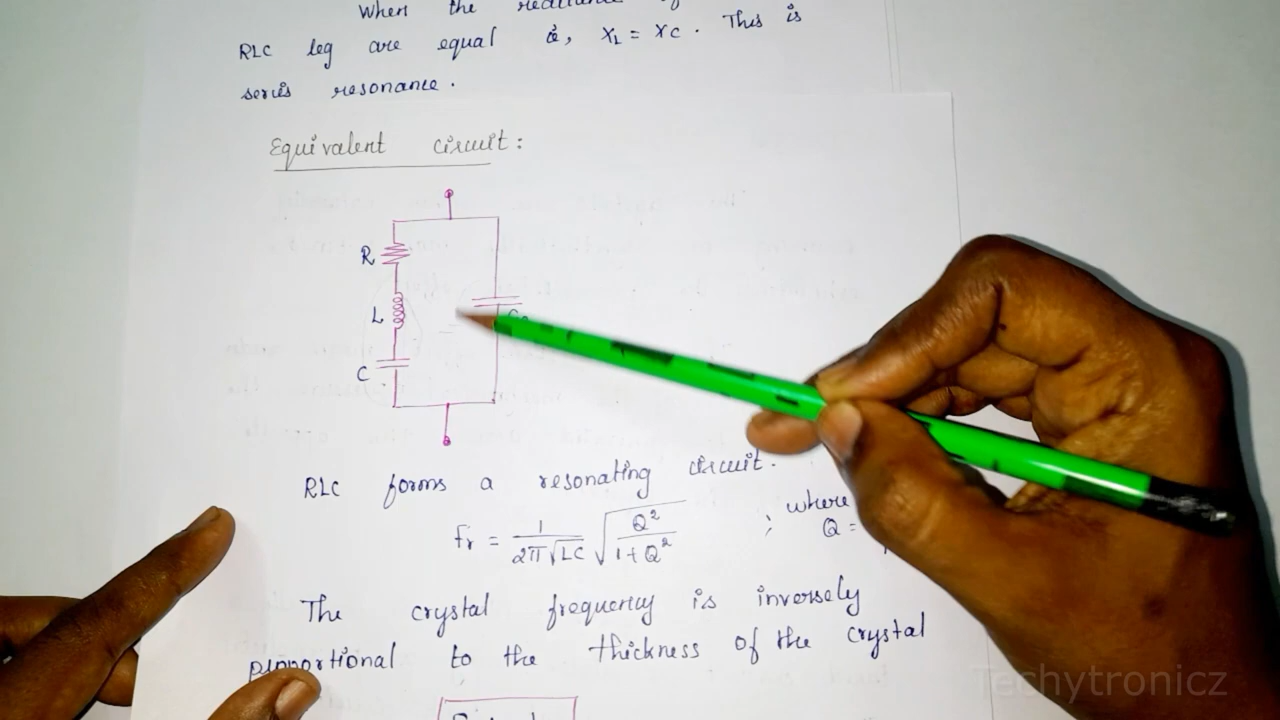 When the
RLC leg are equal ie, XL = XC. This is
series resonance.
Equivalent circuit:
R
L
C
RLC forms a resonating circuit.
fr = 1/2π√LC √Q²/1+Q² ; where
Q =
The crystal frequency is inversely
proportional to the thickness of the crystal
Techytronicz